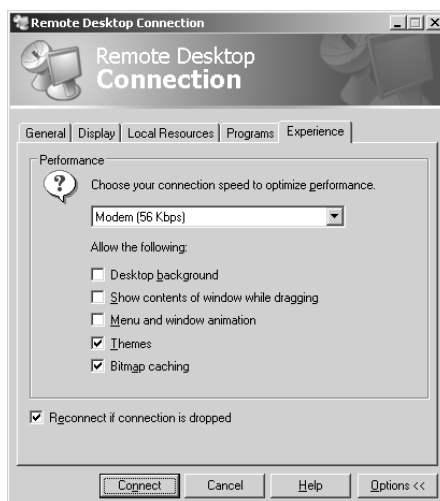 Remote Desktop Connection
Remote Desktop
Connection
General Display Local Resources Programs Experience
Performance
Choose your connection speed to optimize performance.
Modem (56 Kbps)
Allow the following:
Desktop background
Show contents of window while dragging
Menu and window animation
Themes
Bitmap caching
Reconnect if connection is dropped
Connect Cancel Help Options <<